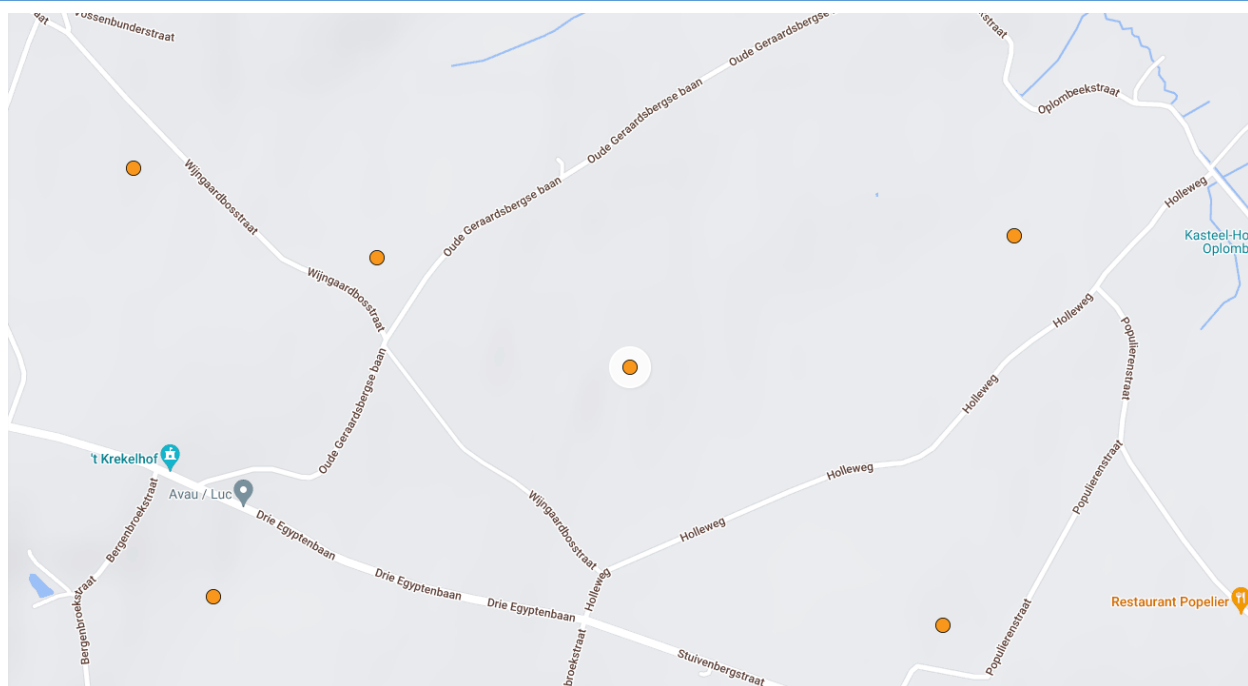 Vossenbunderstraat
Oude Geraardsbergse baan
Oplombeekstraat
Oude Geraardsbergse baan
Wijngaardbosstraat
Oude Geraardsbergse baan
Holleweg
Kasteel-Ho
Oplomb
Wijngaardbosstraat
Holleweg
Populierenstraat
Oude Geraardsbergse baan
Holleweg
't Krekelhof
Holleweg
Avau / Luc
Bergenbroekstraat
Drie Egyptenbaan
Wijngaardbosstraat
Holleweg
Populierenstraat
Drie Egyptenbaan
Drie Egyptenbaan
Holleweg
Restaurant Popelier
Bergenbroekstraat
Populierenstraat
broekstraat
Stuivenbergstraat